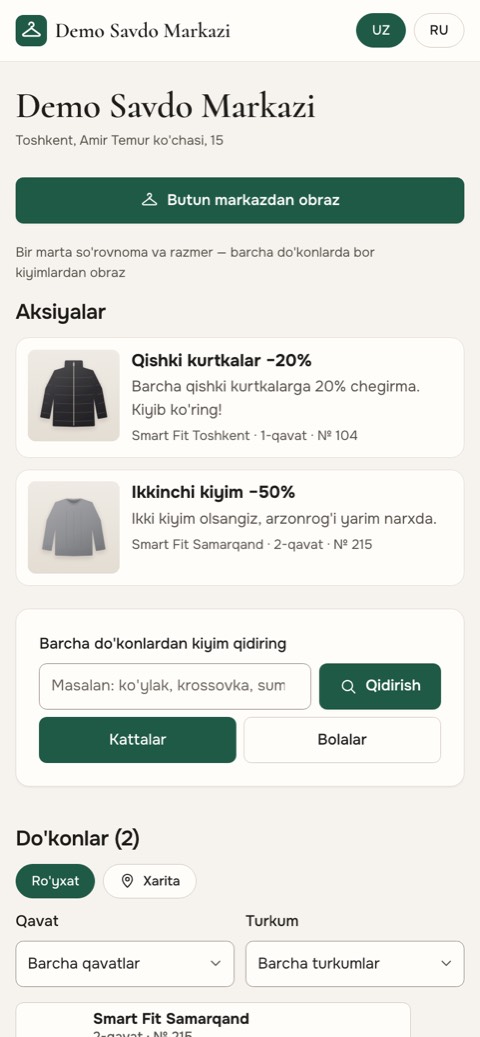 Demo Savdo Markazi
UZ
RU
Demo Savdo Markazi
Toshkent, Amir Temur ko'chasi, 15
Butun markazdan obraz
Bir marta so'rovnoma va razmer — barcha do'konlarda bor
kiyimlardan obraz
Aksiyalar
Qishki kurtkalar −20%
Barcha qishki kurtkalarga 20% chegirma.
Kiyib ko'ring!
Smart Fit Toshkent · 1-qavat · № 104
Ikkinchi kiyim −50%
Ikki kiyim olsangiz, arzonrog'i yarim narxda.
Smart Fit Samarqand · 2-qavat · № 215
Barcha do'konlardan kiyim qidiring
Masalan: ko'ylak, krossovka, sum
Qidirish
Kattalar
Bolalar
Do'konlar (2)
Ro'yxat
Xarita
Qavat
Turkum
Barcha qavatlar
Barcha turkumlar
Smart Fit Samarqand
2-qavat · № 215